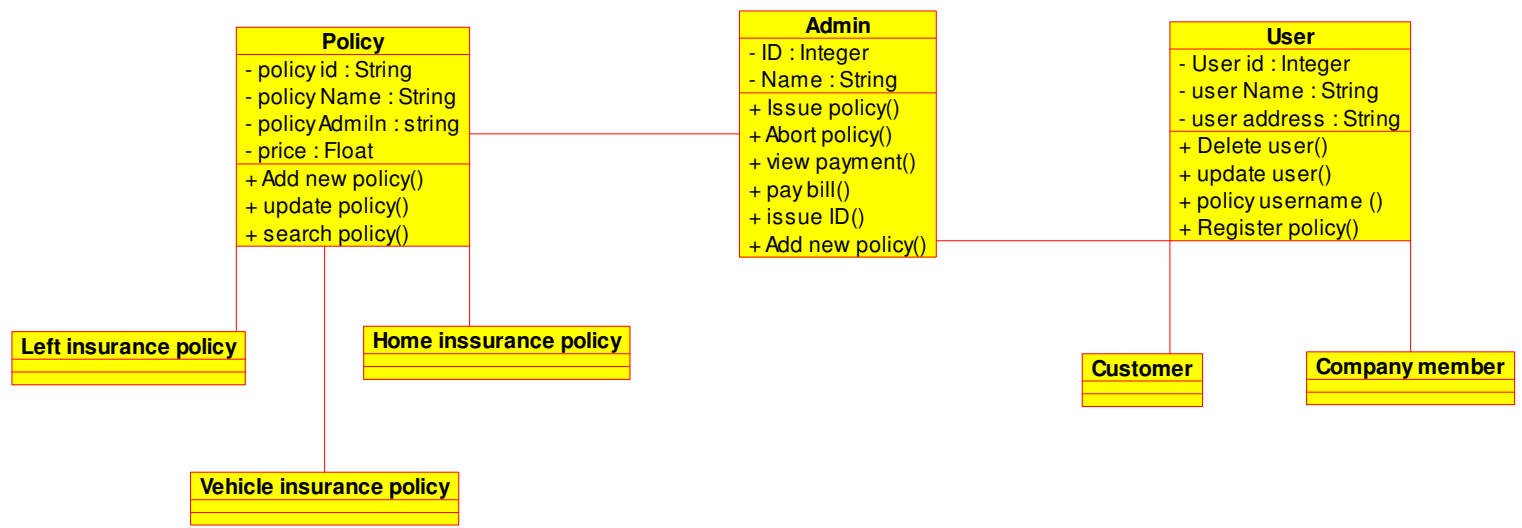 Policy
- policy id : String
- policy Name : String
- policy AdmiIn : string
- price : Float
+ Add new policy()
+ update policy()
+ search policy()
Admin
- ID : Integer
- Name : String
+ Issue policy()
+ Abort policy()
+ view payment()
+ pay bill()
+ issue ID()
+ Add new policy()
User
- User id : Integer
- user Name : String
- user address : String
+ Delete user()
+ update user()
+ policy username ()
+ Register policy()
Left insurance policy
Home inssurance policy
Customer
Company member
Vehicle insurance policy